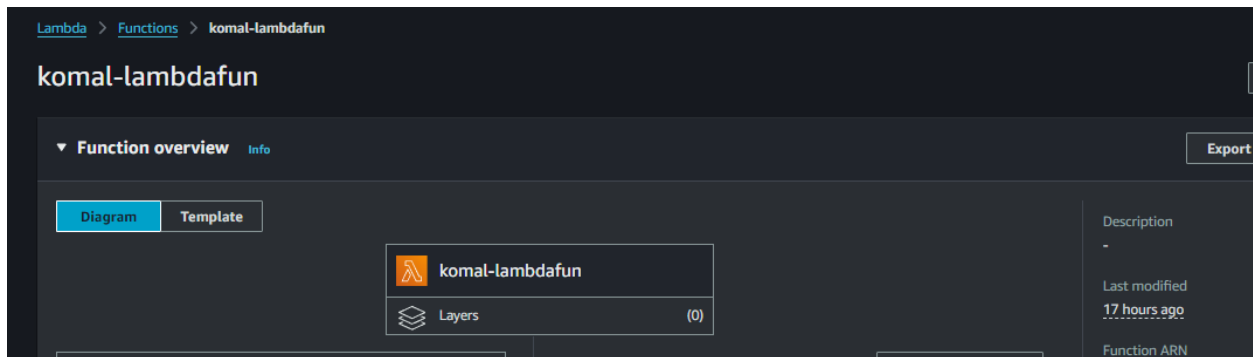 Lambda > Functions > komal-lambdafun
komal-lambdafun
Function overview Info
Export
Diagram Template
komal-lambdafun
Layers (0)
Description
-
Last modified
17 hours ago
Function ARN